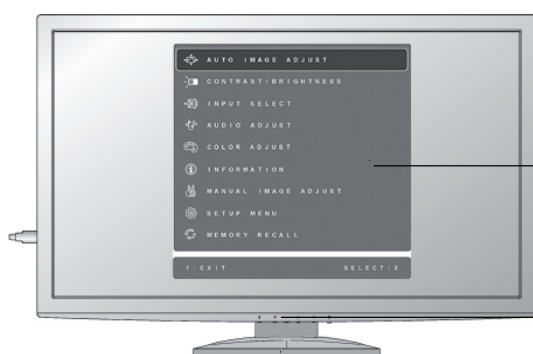 AUTO IMAGE ADJUST
CONTRAST/BRIGHTNESS
INPUT SELECT
AUDIO ADJUST
COLOR ADJUST
INFORMATION
MANUAL IMAGE ADJUST
SETUP MENU
MEMORY RECALL
1:EXIT SELECT:2